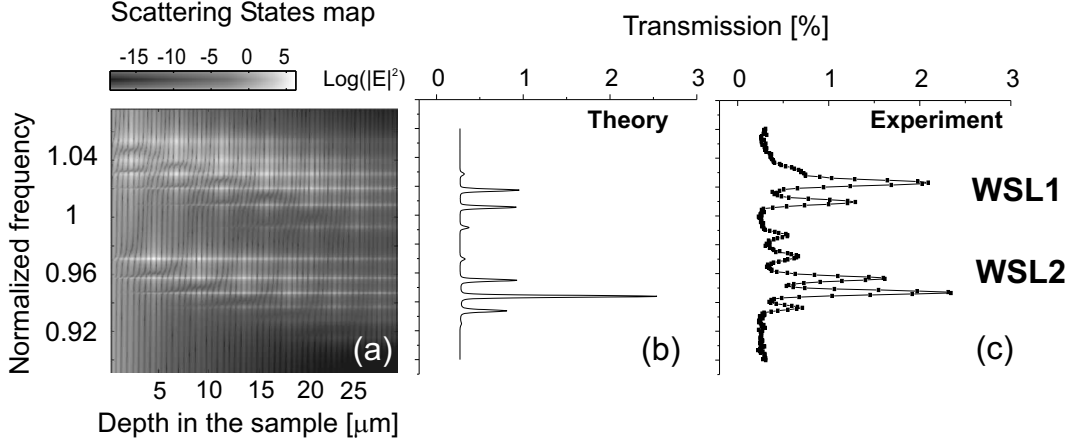 Scattering States map
-15 -10 -5 0 5
Log(|E|²)
Transmission [%]
0 1 2 3
0 1 2 3
Theory
Experiment
Normalized frequency
1.04
1
0.96
0.92
WSL1
WSL2
(a)
(b)
(c)
5 10 15 20 25
Depth in the sample [μm]